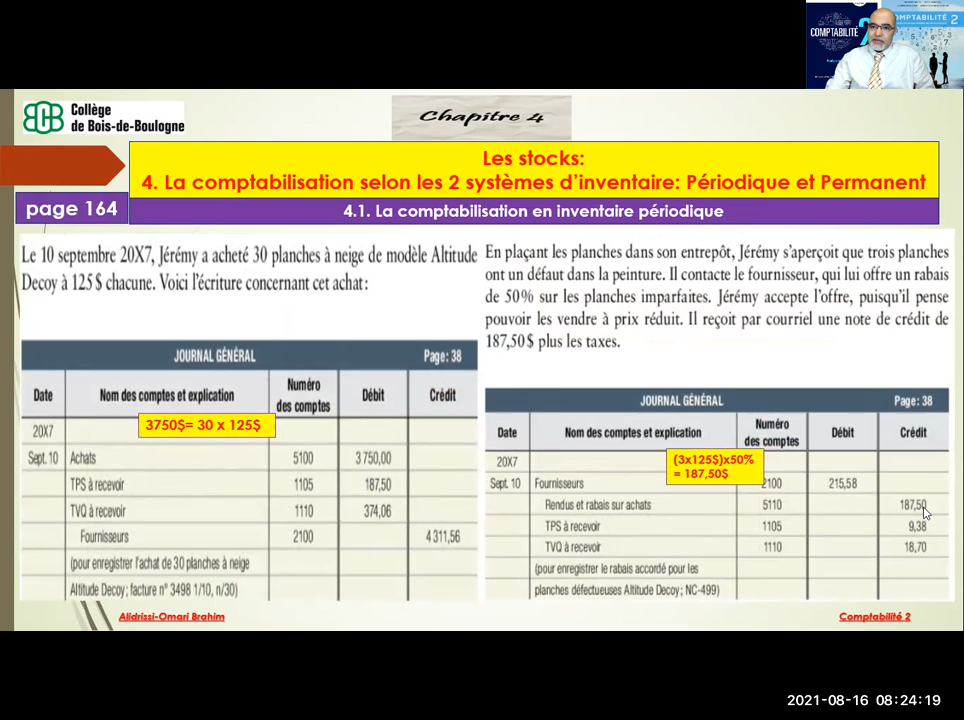 COMPTABILITÉ
COMPTABILITÉ 2
Collège
de Bois-de-Boulogne
Chapitre 4
Les stocks:
4. La comptabilisation selon les 2 systèmes d'inventaire: Périodique et Permanent
page 164
4.1. La comptabilisation en inventaire périodique
Le 10 septembre 20X7, Jérémy a acheté 30 planches à neige de modèle Altitude
Decoy à 125 $ chacune. Voici l'écriture concernant cet achat :
JOURNAL GÉNÉRAL Page: 38
Date Nom des comptes et explication Numéro des comptes Débit Crédit
3750$= 30 x 125$
20X7
Sept. 10 Achats 5100 3 750,00
TPS à recevoir 1105 187,50
TVQ à recevoir 1110 374,06
Fournisseurs 2100 4 311,56
(pour enregistrer l'achat de 30 planches à neige
Altitude Decoy; facture n° 3498 1/10, n/30)
En plaçant les planches dans son entrepôt, Jérémy s'aperçoit que trois planches
ont un défaut dans la peinture. Il contacte le fournisseur, qui lui offre un rabais
de 50% sur les planches imparfaites. Jérémy accepte l'offre, puisqu'il pense
pouvoir les vendre à prix réduit. Il reçoit par courriel une note de crédit de
187,50$ plus les taxes.
JOURNAL GÉNÉRAL Page: 38
Date Nom des comptes et explication Numéro des comptes Débit Crédit
(3x125$)x50%
= 187,50$
20X7
Sept. 10 Fournisseurs 2100 215,58
Rendus et rabais sur achats 5110 187,50
TPS à recevoir 1105 9,38
TVQ à recevoir 1110 18,70
(pour enregistrer le rabais accordé pour les
planches défectueuses Altitude Decoy; NC-499)
Alidrissi-Omari Brahim
Comptabilité 2
2021-08-16 08:24:19